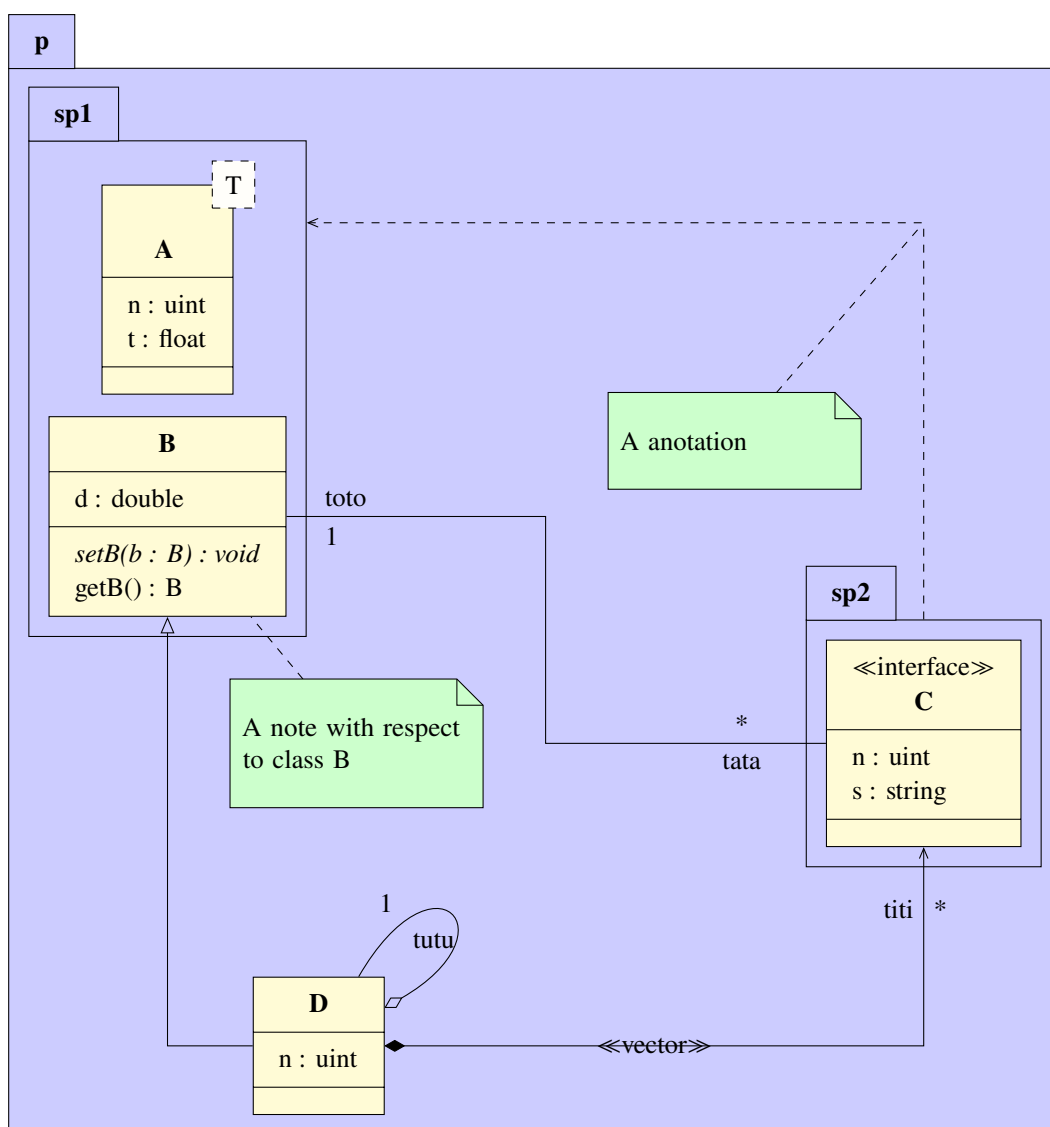 p
sp1
T
A
n : uint
t : float
B
d : double
setB(b : B) : void
getB() : B
toto
1
A anotation
sp2
≪interface≫
C
n : uint
s : string
*
tata
A note with respect
to class B
titi
*
1
tutu
D
n : uint
≪vector≫